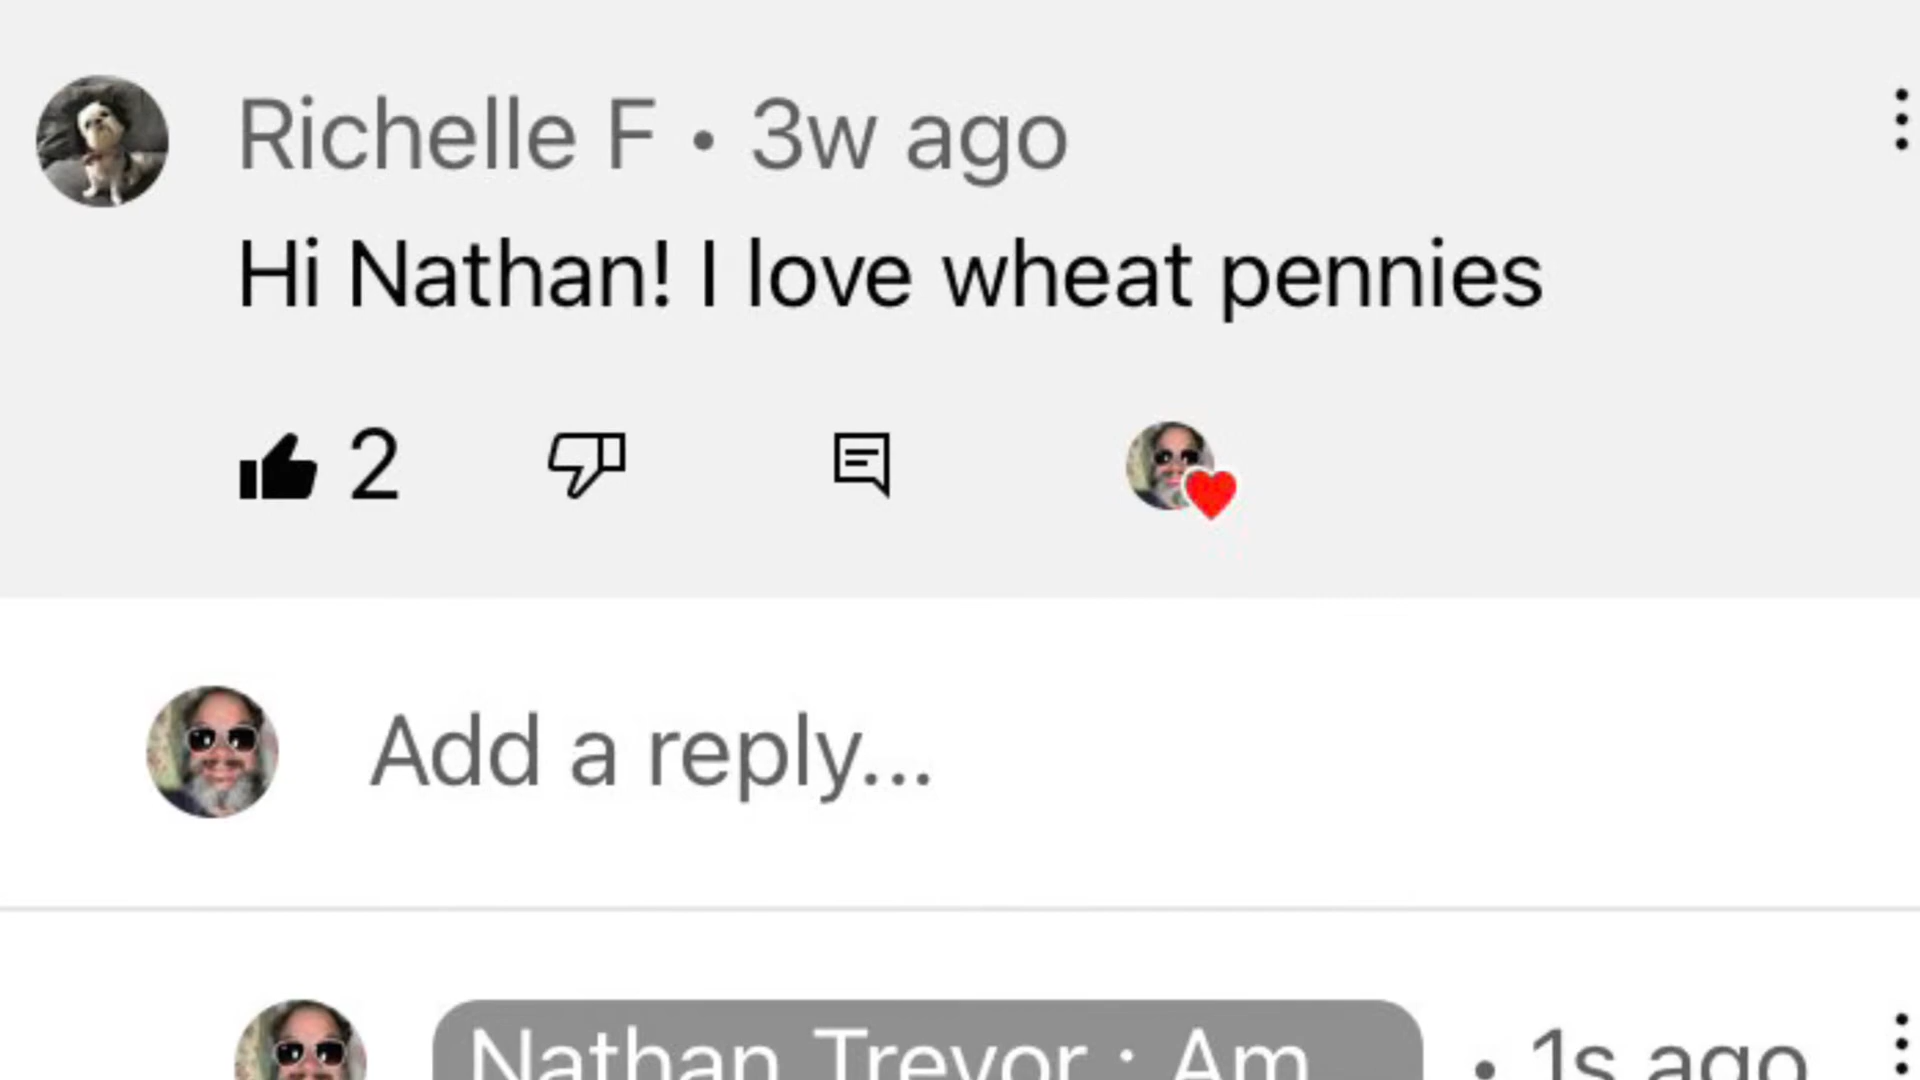 Richelle F • 3w ago
Hi Nathan! I love wheat pennies
2
Add a reply...
Nathan Trevor : Am • 1s ago